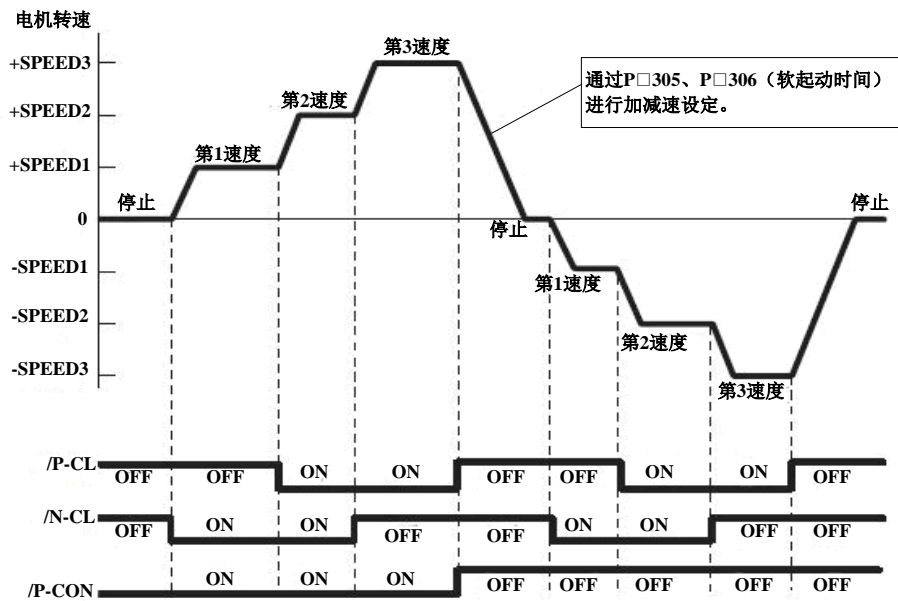 电机转速
+SPEED3
第3速度
通过P□305、P□306（软起动时间）
进行加减速设定。
+SPEED2
第2速度
+SPEED1
第1速度
停止
停止
0
停止
-SPEED1
第1速度
-SPEED2
第2速度
-SPEED3
第3速度
/P-CL
OFF OFF ON ON OFF OFF ON ON OFF
/N-CL
OFF ON ON OFF OFF ON ON OFF OFF
/P-CON
ON ON ON OFF OFF OFF OFF OFF